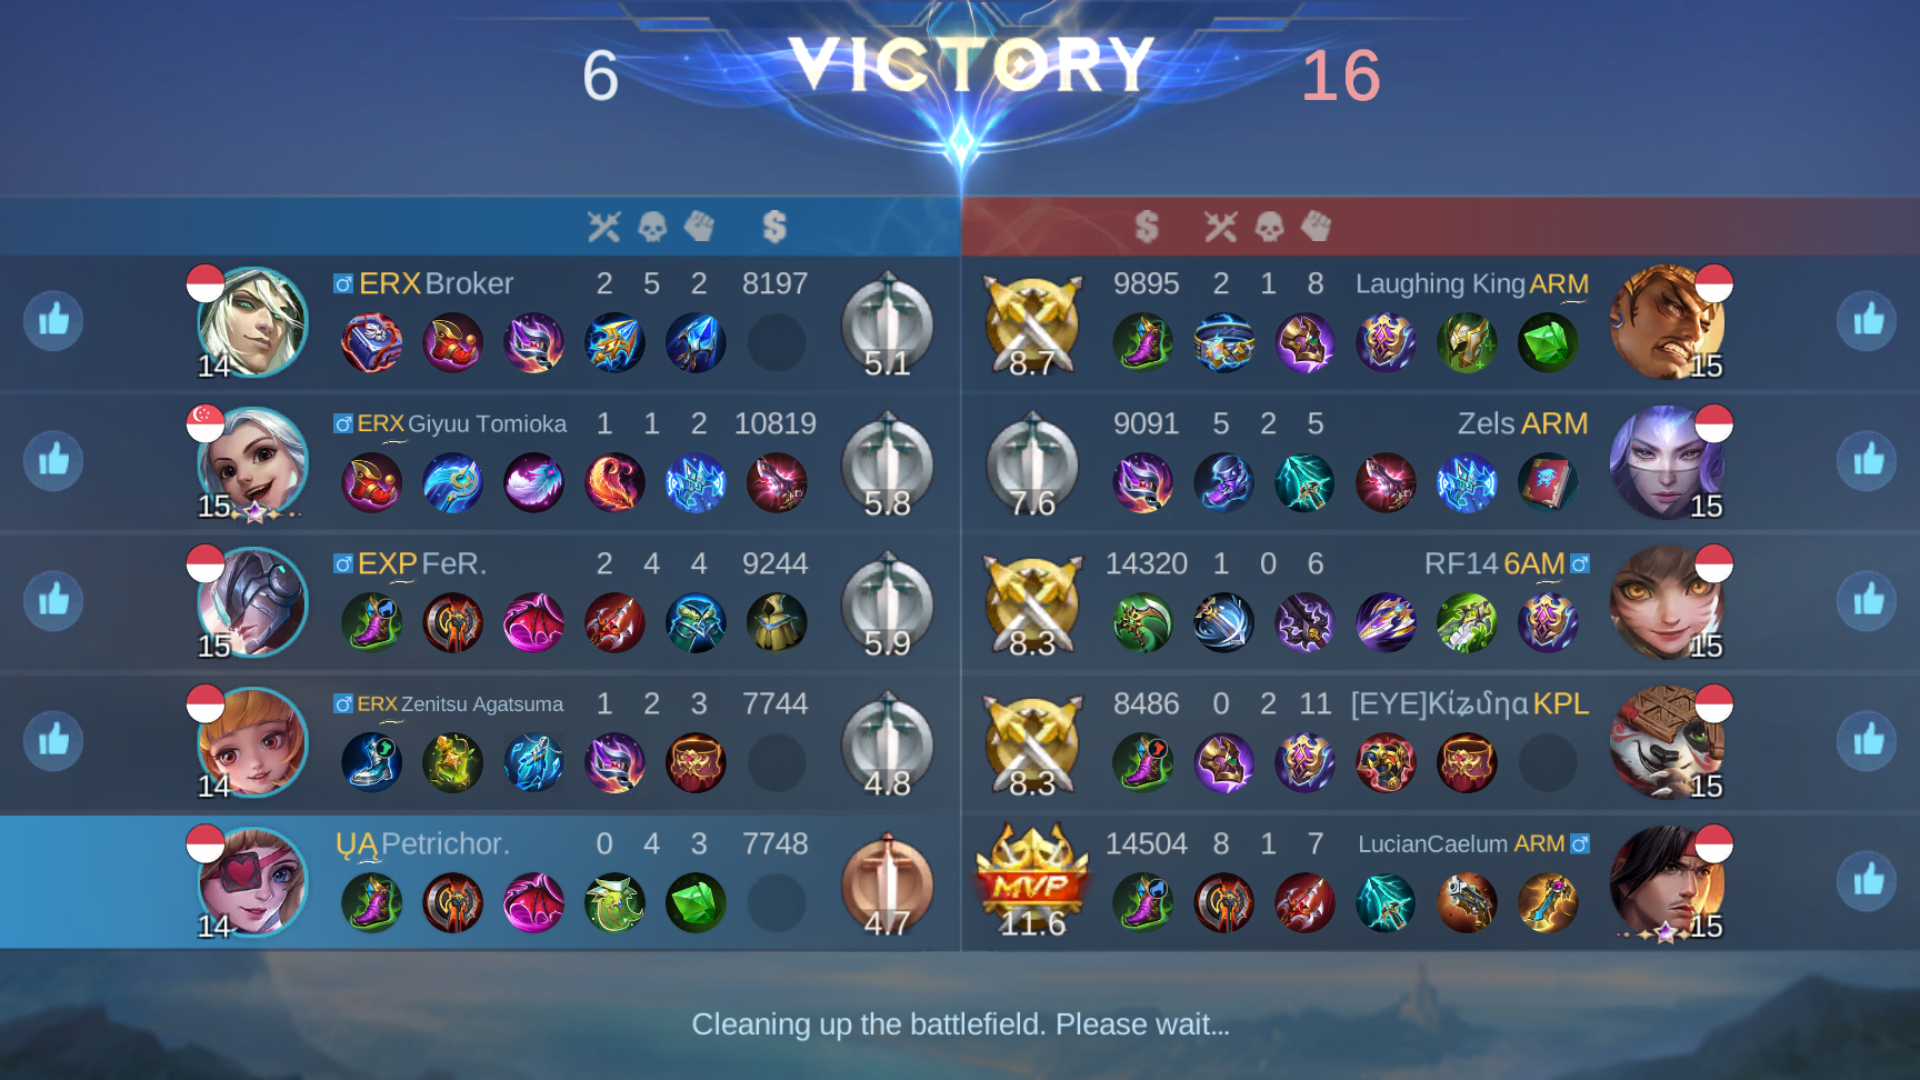 6 VICTORY 16
ERX Broker 2 5 2 8197
14 5.1
9895 2 1 8 Laughing King ARM
8.7 15
ERX Giyuu Tomioka 1 1 2 10819
15 5.8
9091 5 2 5 Zels ARM
7.6 15
EXP FeR. 2 4 4 9244
15 5.9
14320 1 0 6 RF14 6AM
8.3 15
ERX Zenitsu Agatsuma 1 2 3 7744
14 4.8
8486 0 2 11 [EYE] KPL
8.3 15
ŲĄ Petrichor. 0 4 3 7748
14 4.7
14504 8 1 7 LucianCaelum ARM
MVP
11.6 15
Cleaning up the battlefield. Please wait...